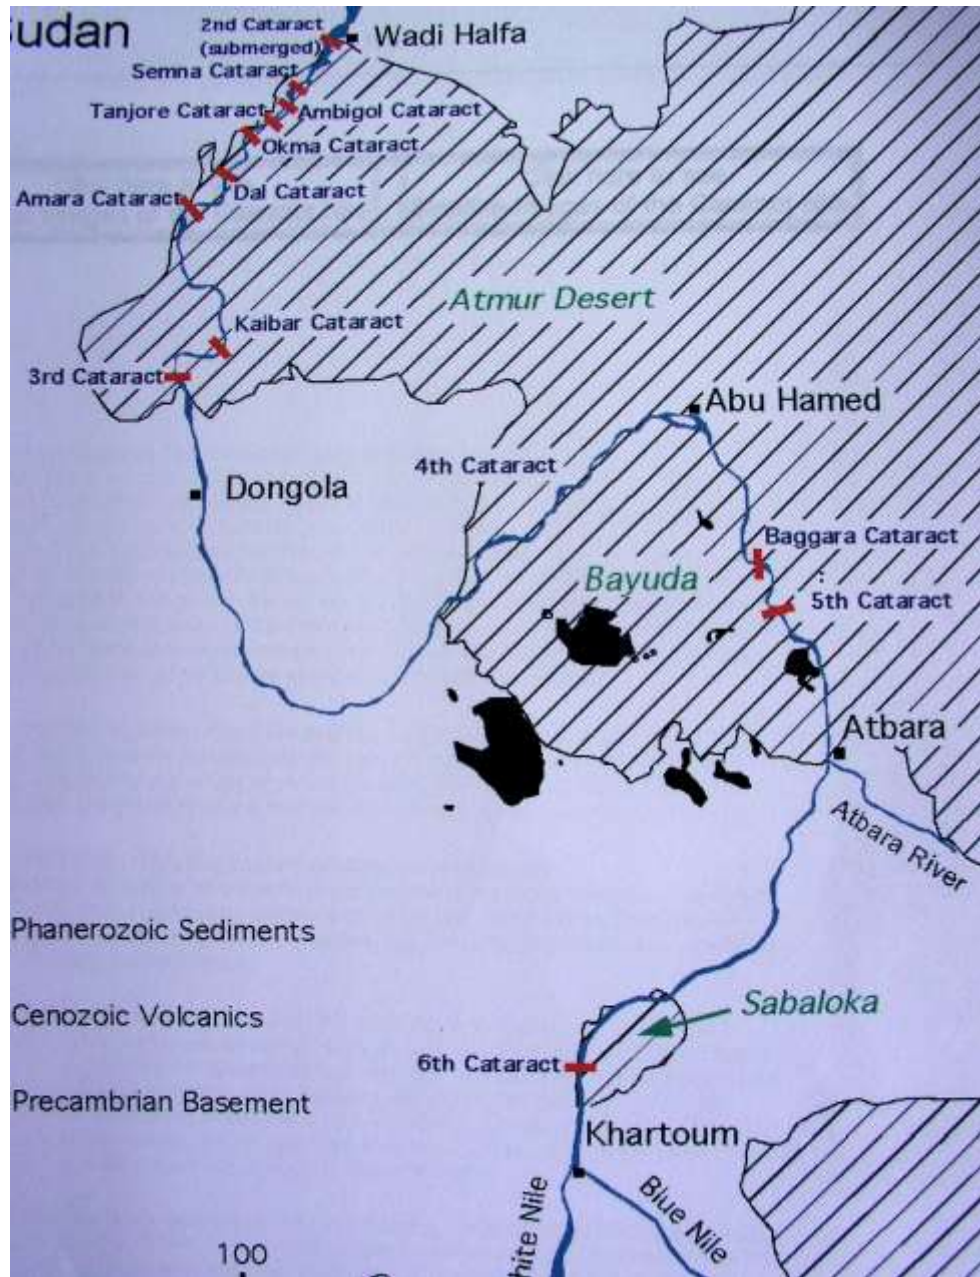 Sudan
2nd Cataract
(submerged)
Wadi Halfa
Semna Cataract
Tanjore Cataract
Ambigol Cataract
Okma Cataract
Dal Cataract
Amara Cataract
Atmur Desert
Kaibar Cataract
3rd Cataract
Abu Hamed
4th Cataract
Dongola
Baggara Cataract
Bayuda
5th Cataract
Atbara
Atbara River
Phanerozoic Sediments
Sabaloka
Cenozoic Volcanics
6th Cataract
Precambrian Basement
Khartoum
hite Nile
Blue Nile
100